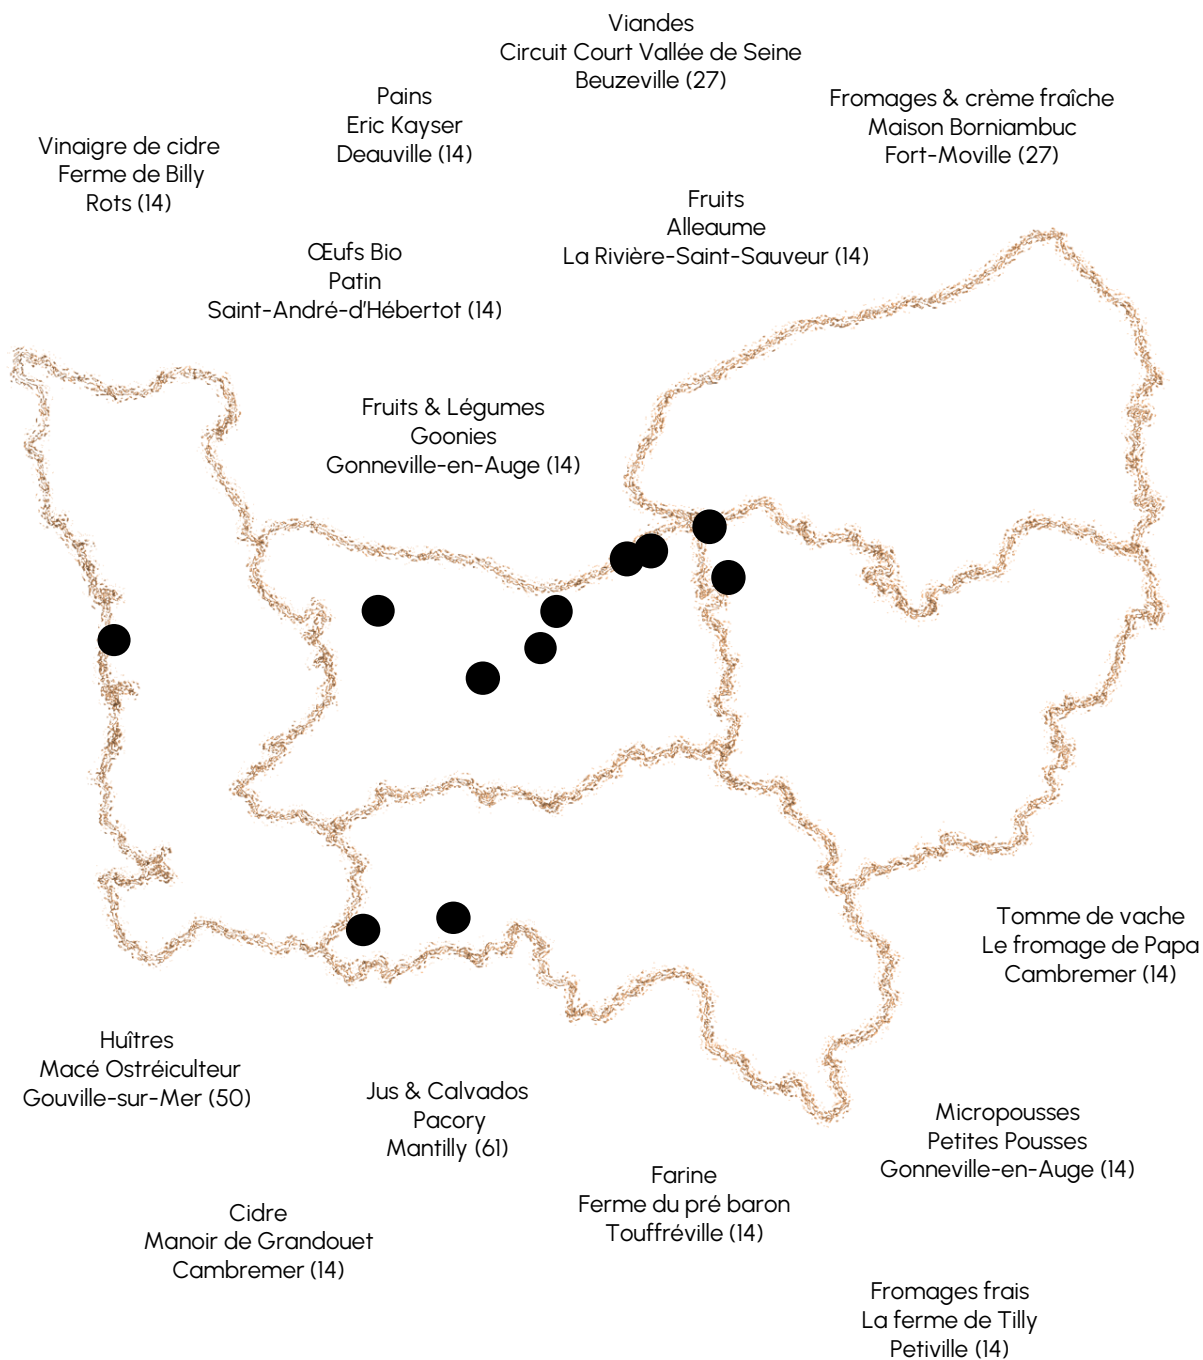 Viandes
Circuit Court Vallée de Seine
Beuzeville (27)
Pains
Eric Kayser
Deauville (14)
Fromages & crème fraîche
Maison Borniambuc
Fort-Moville (27)
Vinaigre de cidre
Ferme de Billy
Rots (14)
Fruits
Alleaume
La Rivière-Saint-Sauveur (14)
Œufs Bio
Patin
Saint-André-d'Hébertot (14)
Fruits & Légumes
Goonies
Gonneville-en-Auge (14)
Tomme de vache
Le fromage de Papa
Cambremer (14)
Huîtres
Macé Ostréiculteur
Gouville-sur-Mer (50)
Jus & Calvados
Pacory
Mantilly (61)
Micropousses
Petites Pousses
Gonneville-en-Auge (14)
Farine
Ferme du pré baron
Touffréville (14)
Cidre
Manoir de Grandouet
Cambremer (14)
Fromages frais
La ferme de Tilly
Petiville (14)